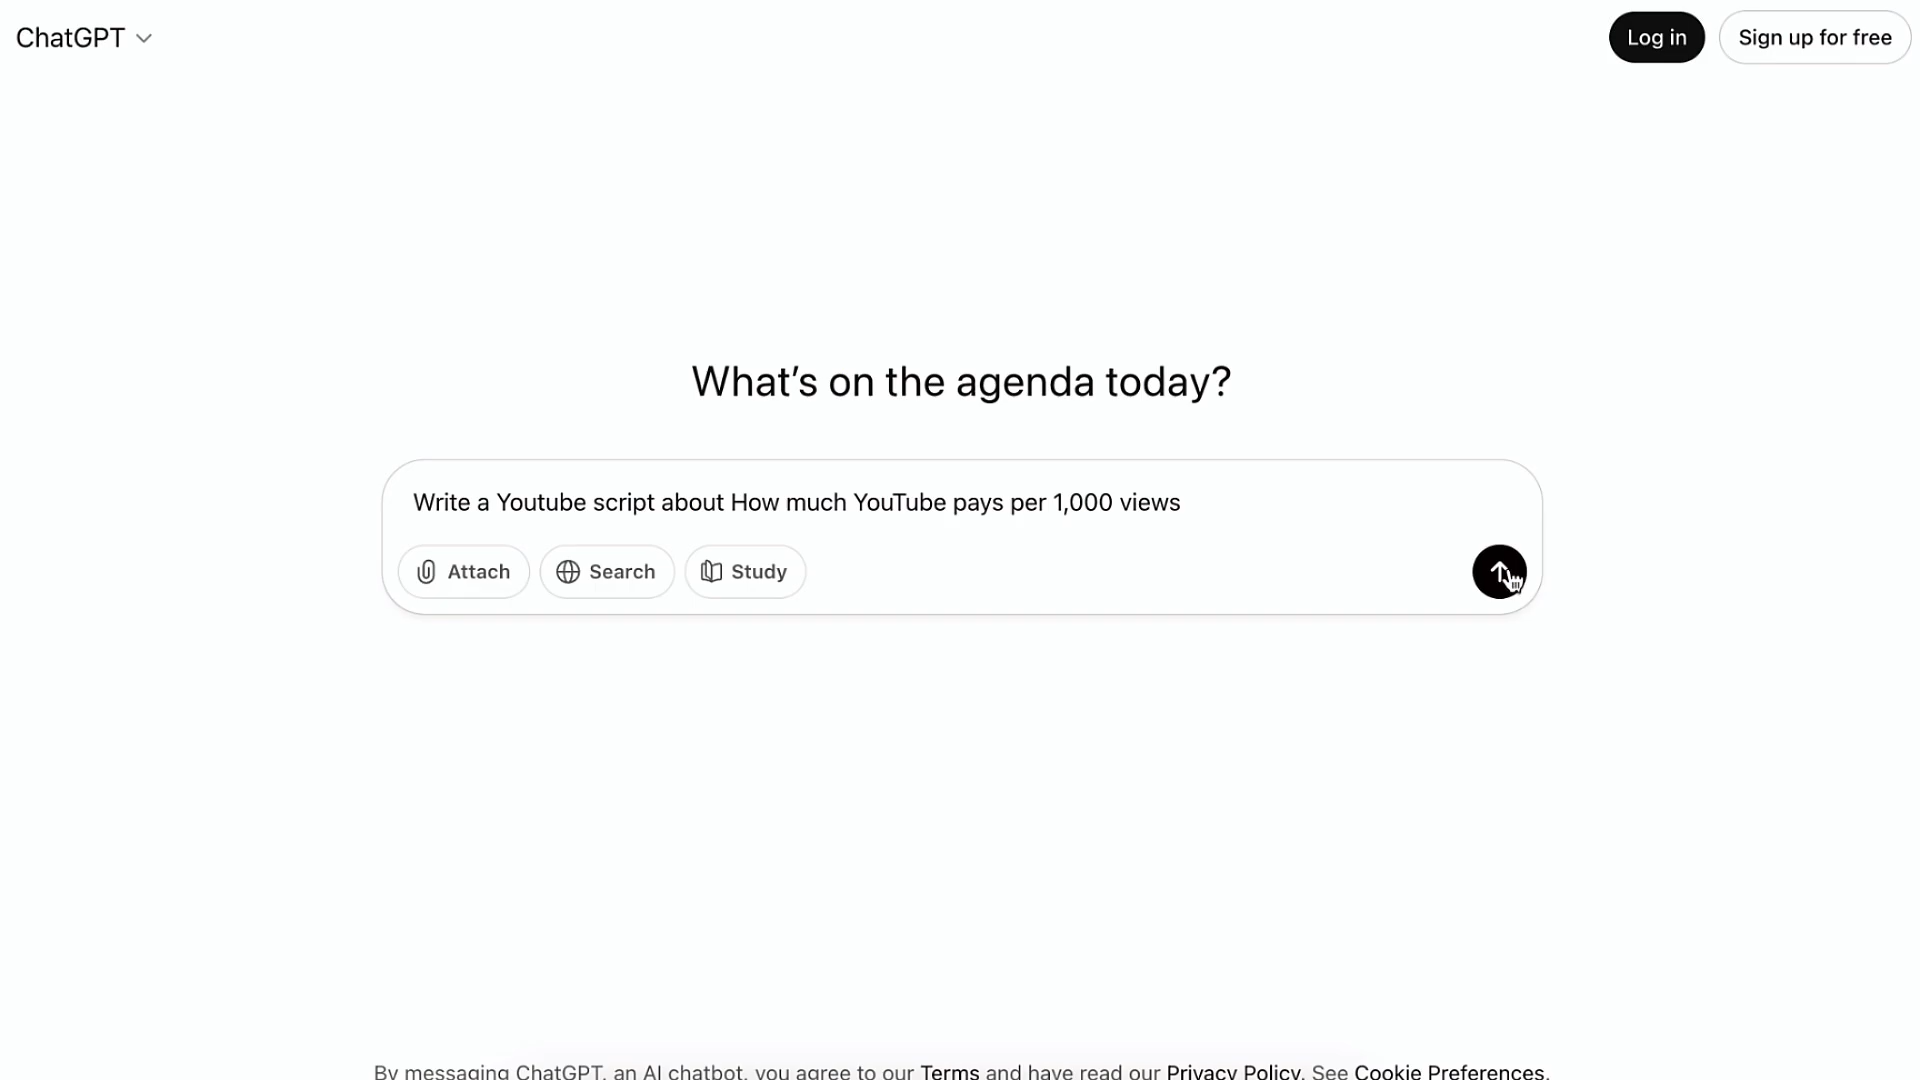 ChatGPT
Log in
Sign up for free
What's on the agenda today?
Write a Youtube script about How much YouTube pays per 1,000 views
Attach
Search
Study
By messaging ChatGPT, an AI chatbot, you agree to our Terms and have read our Privacy Policy. See Cookie Preferences.